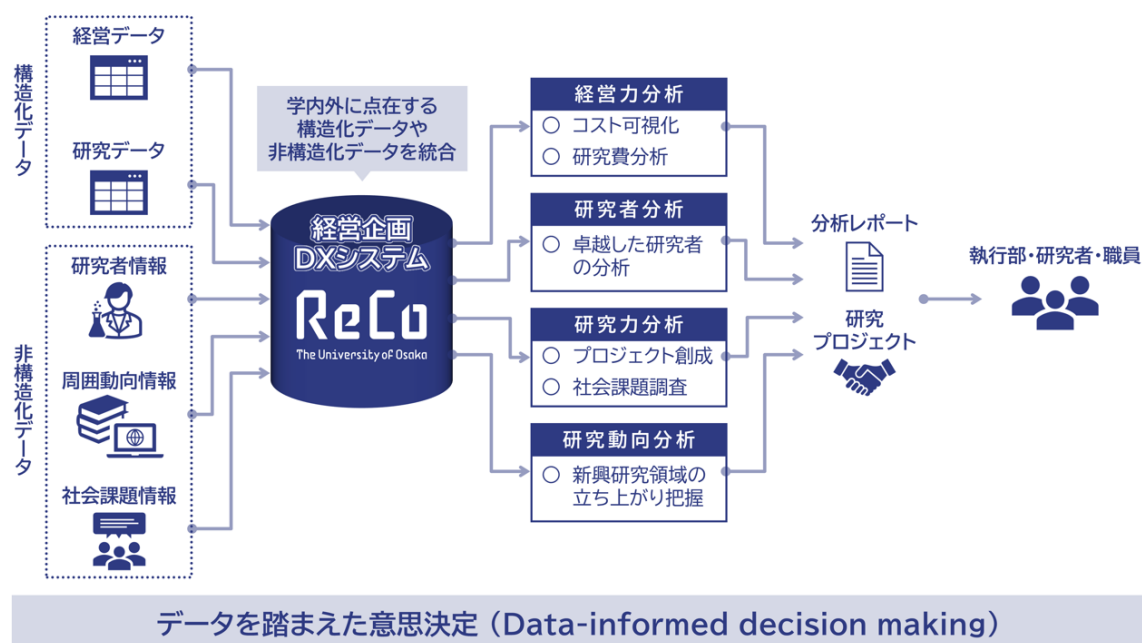 構造化データ
経営データ
研究データ
非構造化データ
研究者情報
周囲動向情報
社会課題情報
学内外に点在する
構造化データや
非構造化データを統合
経営企画
DXシステム
ReCo
The University of Osaka
経営力分析
○ コスト可視化
○ 研究費分析
研究者分析
○ 卓越した研究者
の分析
研究力分析
○ プロジェクト創成
○ 社会課題調査
研究動向分析
○ 新興研究領域の
立ち上がり把握
分析レポート
研究
プロジェクト
執行部・研究者・職員
データを踏まえた意思決定（Data-informed decision making）